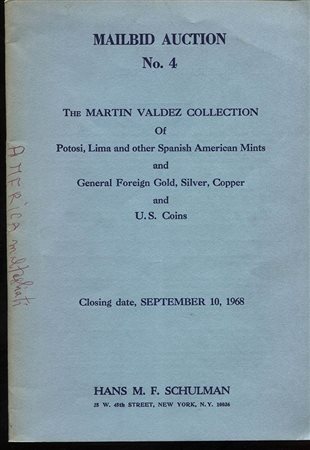 MAILBID AUCTION
No. 4
The MARTIN VALDEZ COLLECTION
Of
Potosi, Lima and other Spanish American Mints
and
General Foreign Gold, Silver, Copper
and
U.S. Coins
Closing date, SEPTEMBER 10, 1968
HANS M. F. SCHULMAN
25 W. 45th STREET, NEW YORK, N.Y. 10036
AMERICA